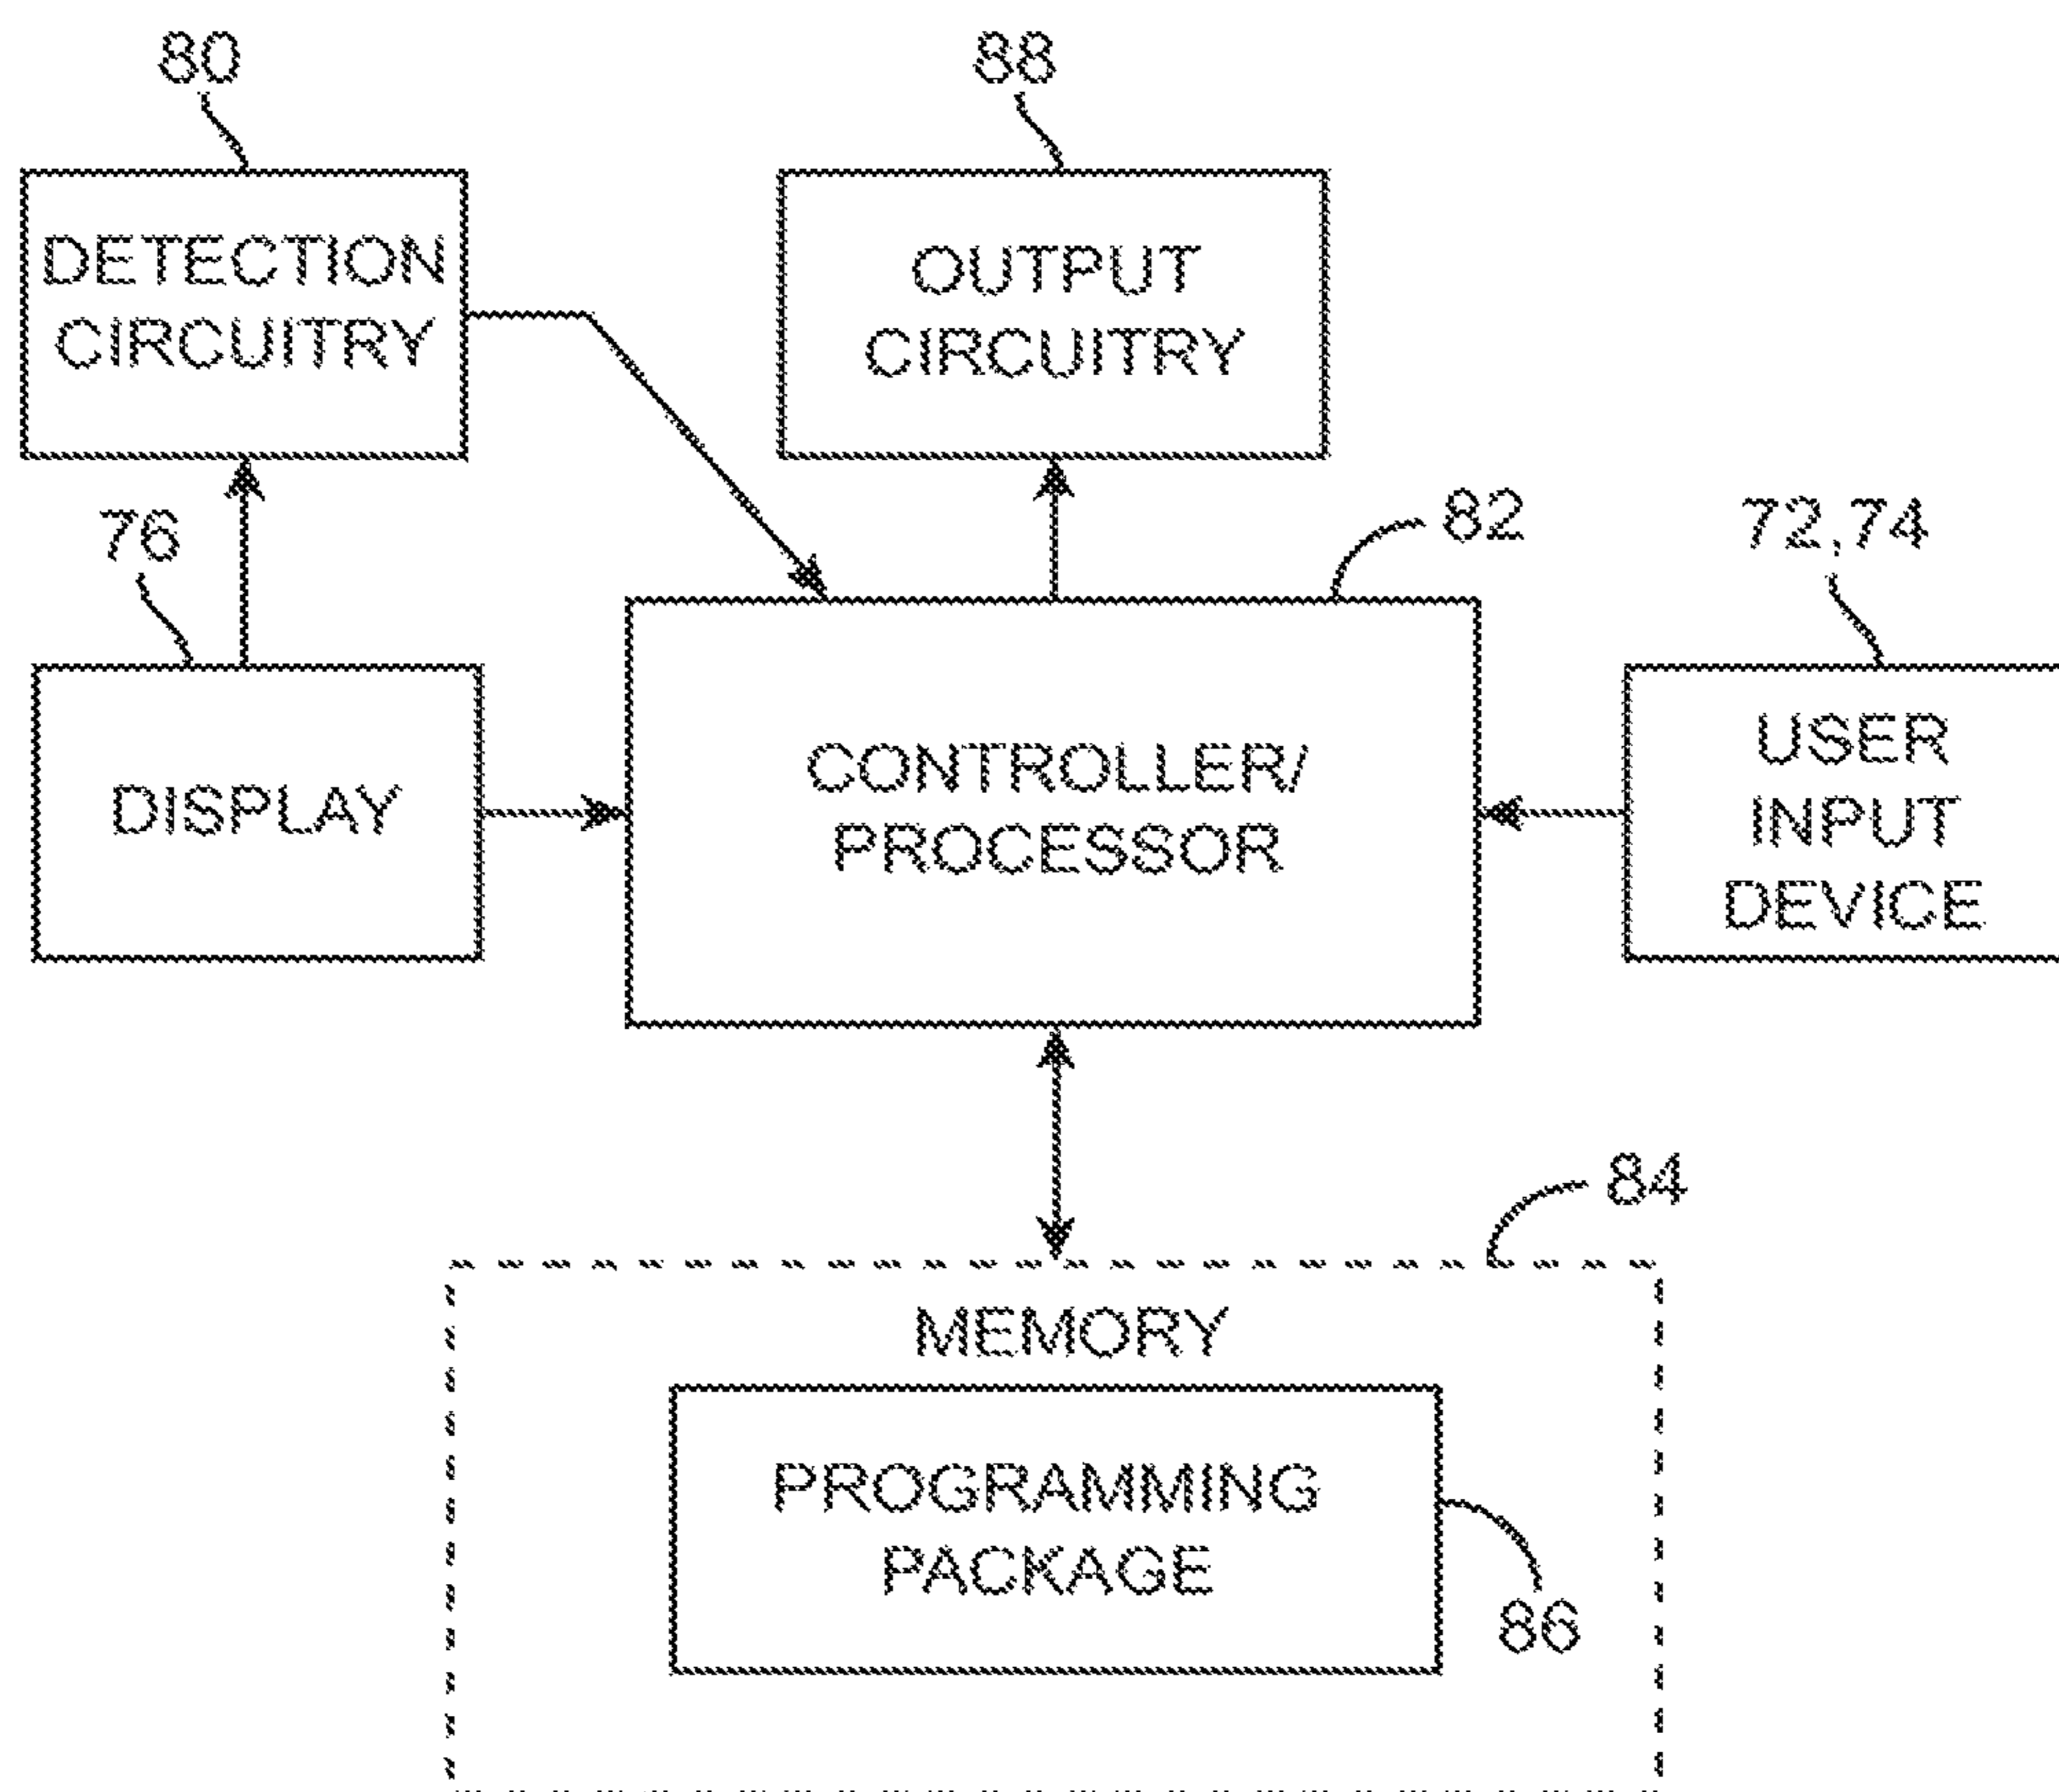 80
88
DETECTION
CIRCUITRY
OUTPUT
CIRCUITRY
76
82
72,74
DISPLAY
CONTROLLER/
PROCESSOR
USER
INPUT
DEVICE
84
MEMORY
PROGRAMMING
PACKAGE
86